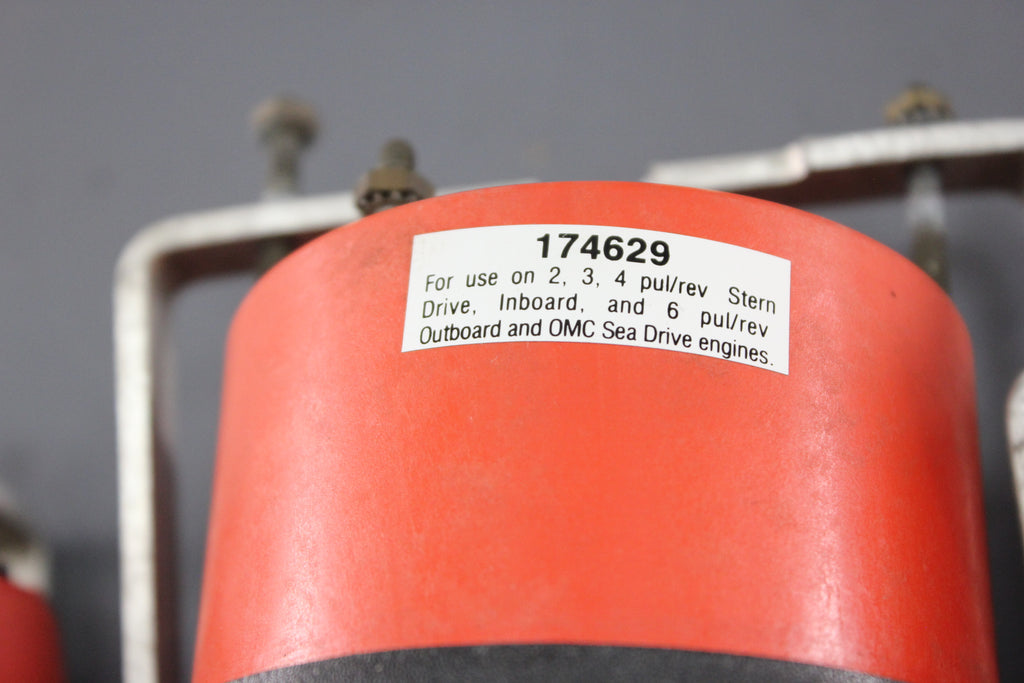 174629
For use on 2, 3, 4 pul/rev Stern
Drive, Inboard, and 6 pul/rev
Outboard and OMC Sea Drive engines.